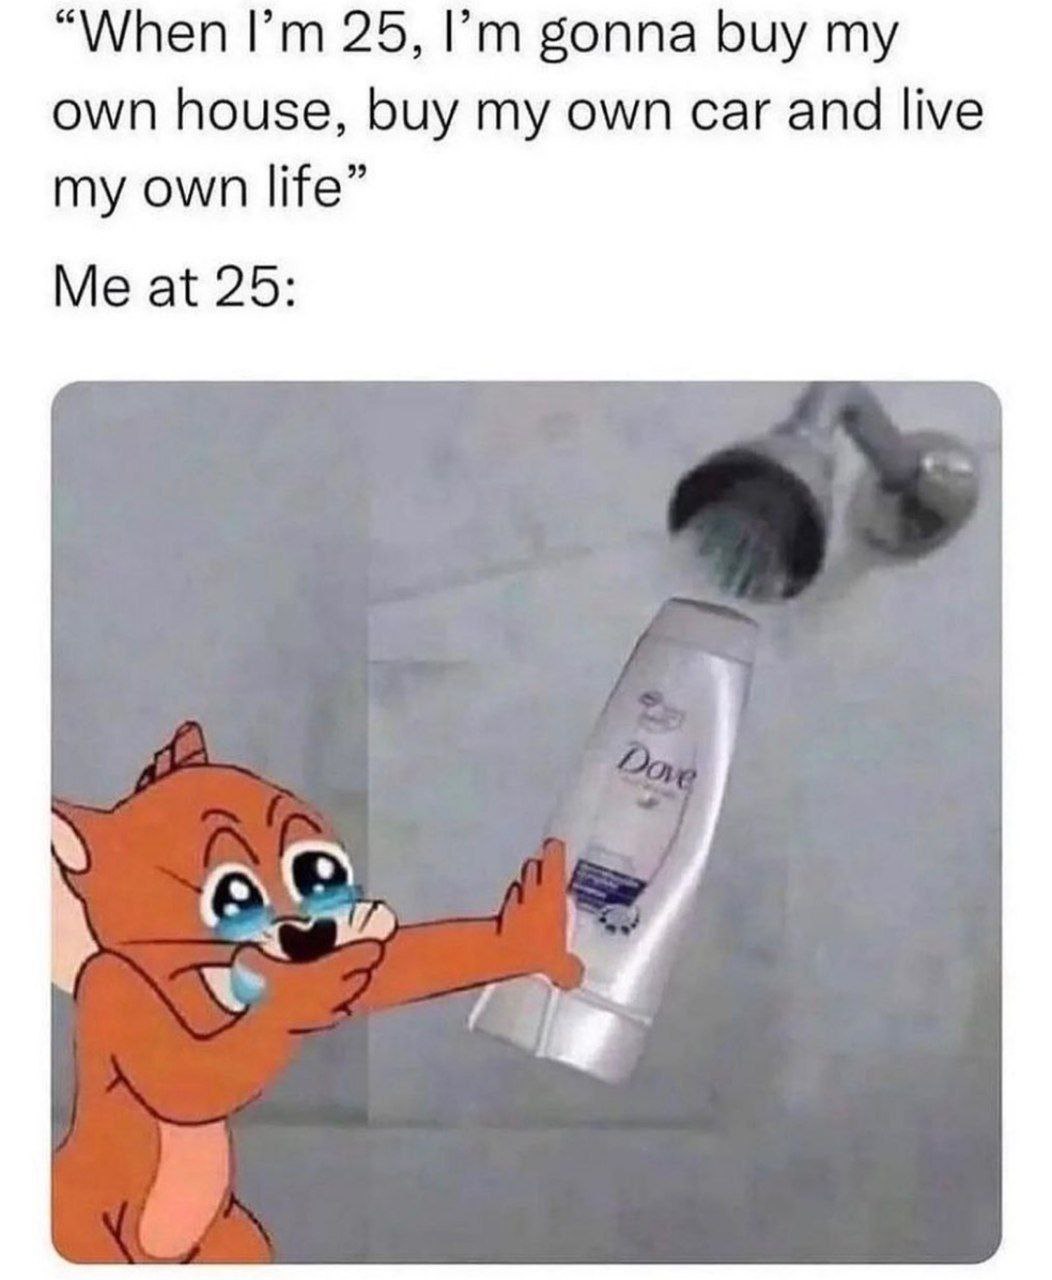 “When I’m 25, I’m gonna buy my
own house, buy my own car and live
my own life”
Me at 25:
Dove